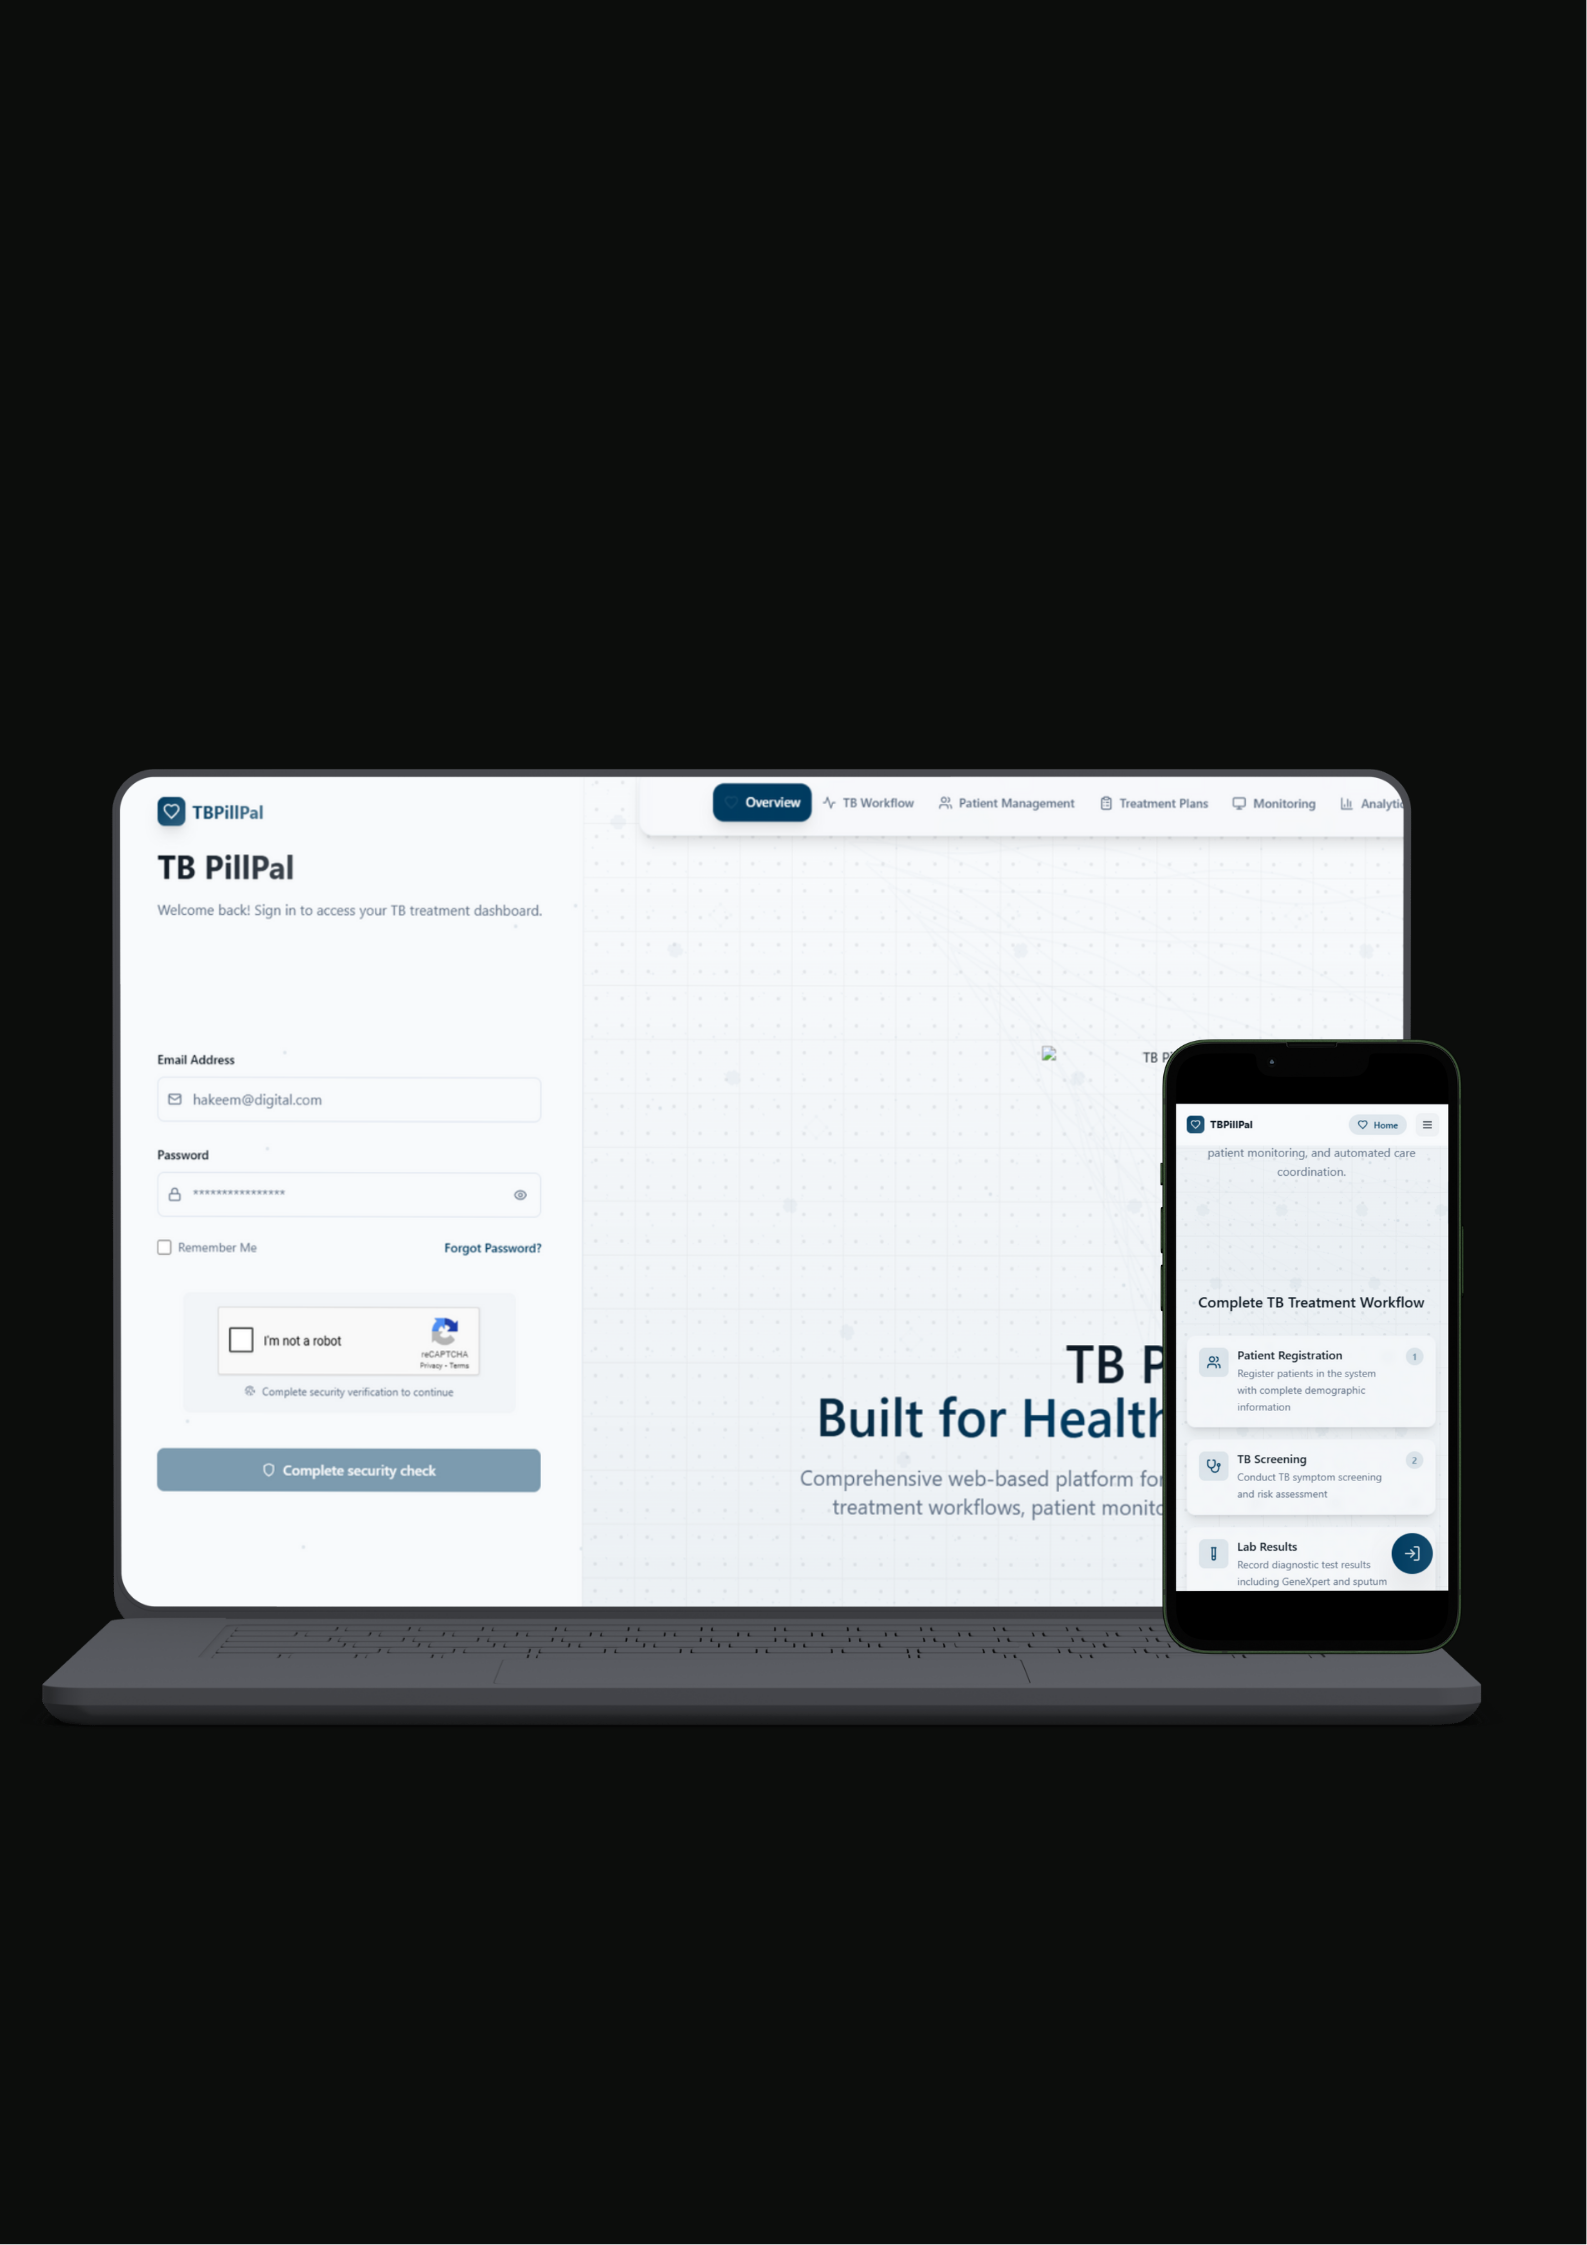 TBPillPal
TB PillPal
Welcome back! Sign in to access your TB treatment dashboard.
Email Address
hakeem@digital.com
Password
****************
Remember Me
Forgot Password?
I'm not a robot
reCAPTCHA
Privacy - Terms
Complete security verification to continue
Complete security check
Overview
TB Workflow
Patient Management
Treatment Plans
Monitoring
Analytic
TB P
TB P
Built for Health
Comprehensive web-based platform for
treatment workflows, patient monito
TBPillPal
Home
patient monitoring, and automated care
coordination.
Complete TB Treatment Workflow
Patient Registration
1
Register patients in the system
with complete demographic
information
TB Screening
2
Conduct TB symptom screening
and risk assessment
Lab Results
Record diagnostic test results
including GeneXpert and sputum